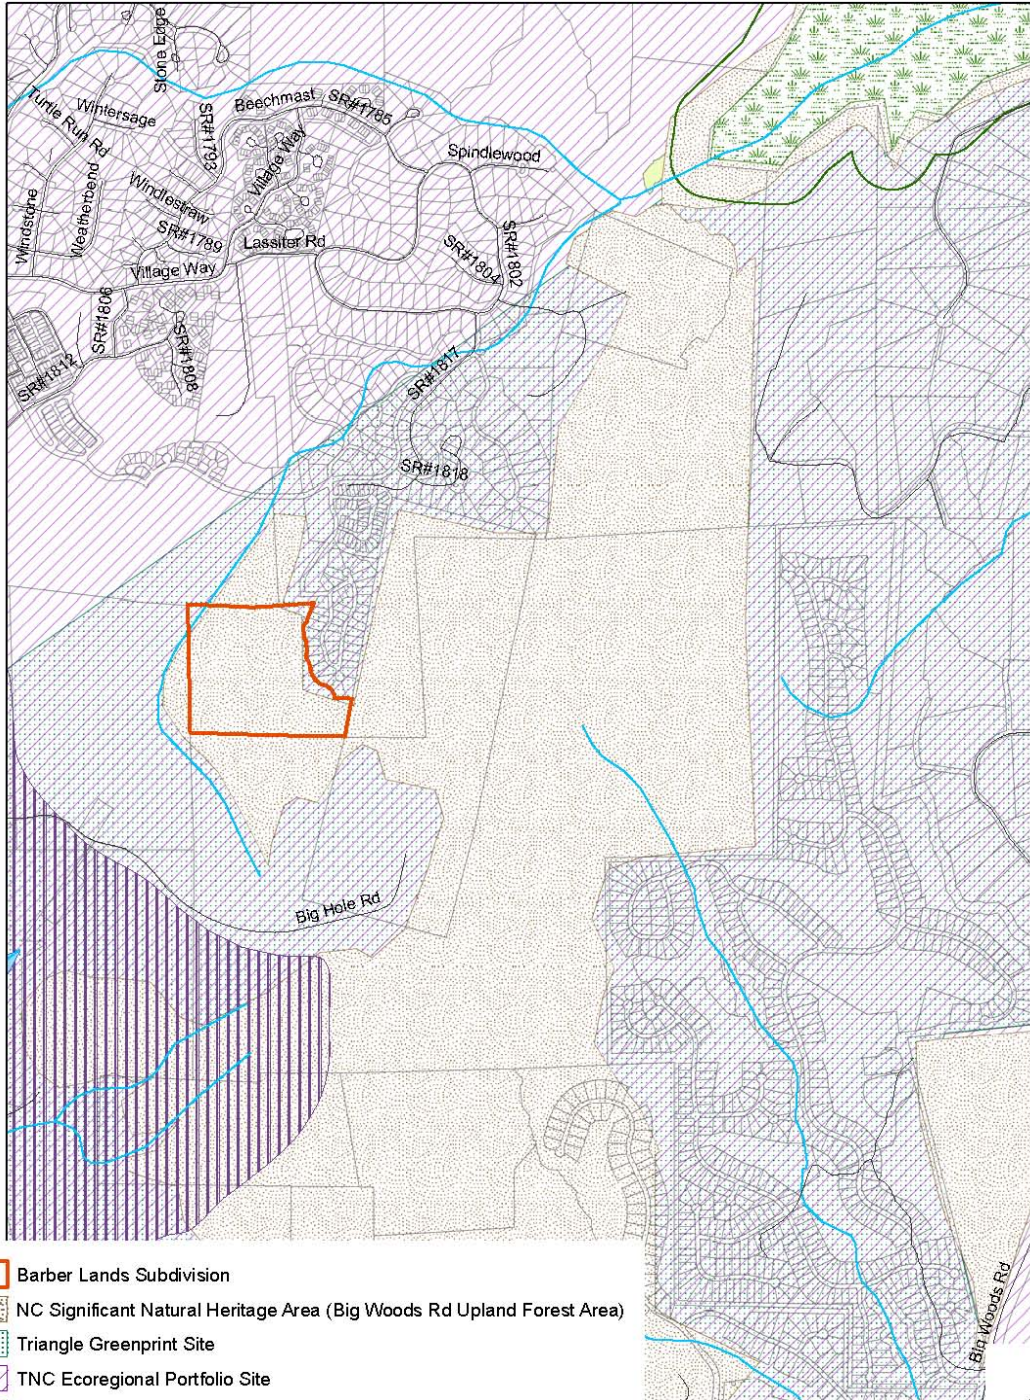 Stone Edge
Beechmast
SR#1785
Wintersage
Turtle Run Rd
SR#1793
Village Way
Spindlewood
Weatherbend
Windstone
Windlestraw
SR#1789
Lassiter Rd
SR#1804
SR#1802
Village Way
SR#1806
SR#1808
SR#1812
SR#1817
SR#1818
Big Hole Rd
Big Woods Rd
Barber Lands Subdivision
NC Significant Natural Heritage Area (Big Woods Rd Upland Forest Area)
Triangle Greenprint Site
TNC Ecoregional Portfolio Site